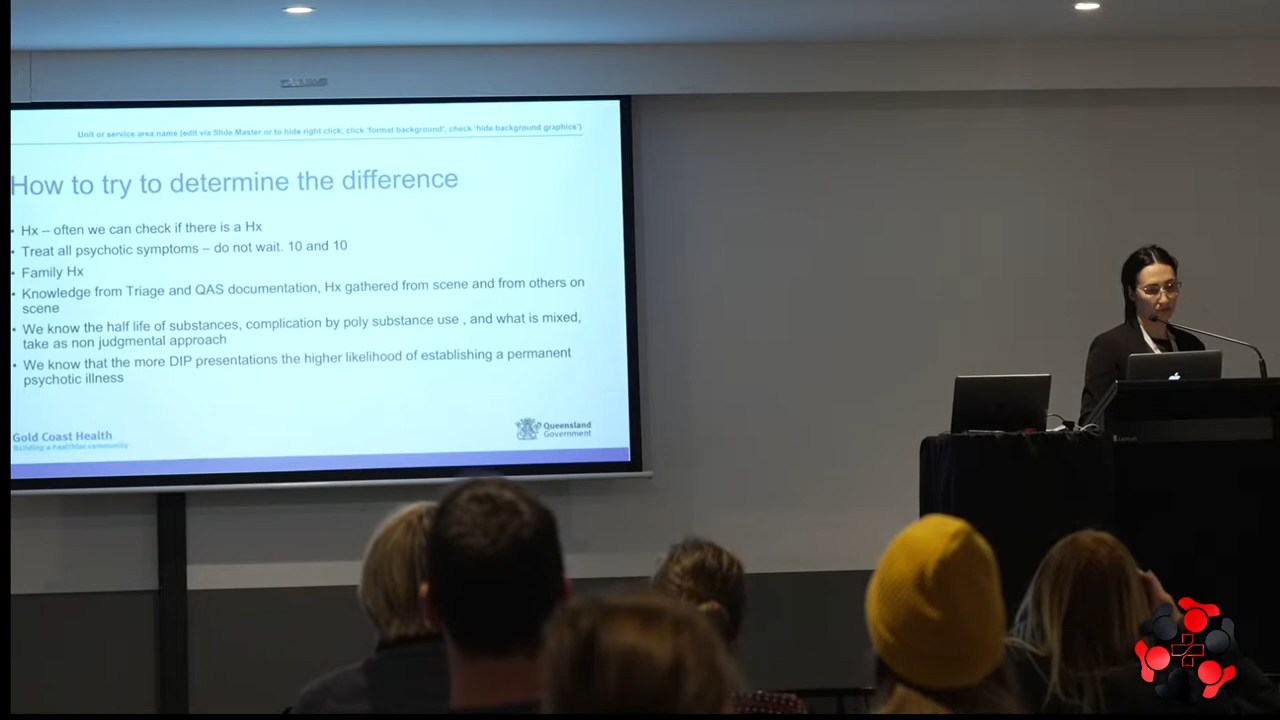 Unit or service area name (edit via Slide Master or to hide right click; click 'format background', check 'hide background graphics')
How to try to determine the difference
• Hx – often we can check if there is a Hx
• Treat all psychotic symptoms – do not wait. 10 and 10
• Family Hx
• Knowledge from Triage and QAS documentation, Hx gathered from scene and from others on
scene
• We know the half life of substances, complication by poly substance use , and what is mixed,
take as non judgmental approach
• We know that the more DIP presentations the higher likelihood of establishing a permanent
psychotic illness
Gold Coast Health
Building a healthier community
Queensland
Government